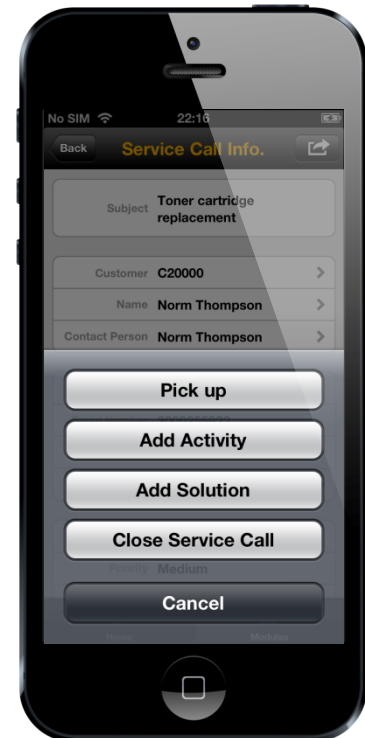 No SIM 22:16
Back Service Call Info.
Subject Toner cartridge
replacement
Customer C20000
Name Norm Thompson
Contact Person Norm Thompson
Pick up
Add Activity
Add Solution
Close Service Call
Priority Medium
Cancel
Home Modules